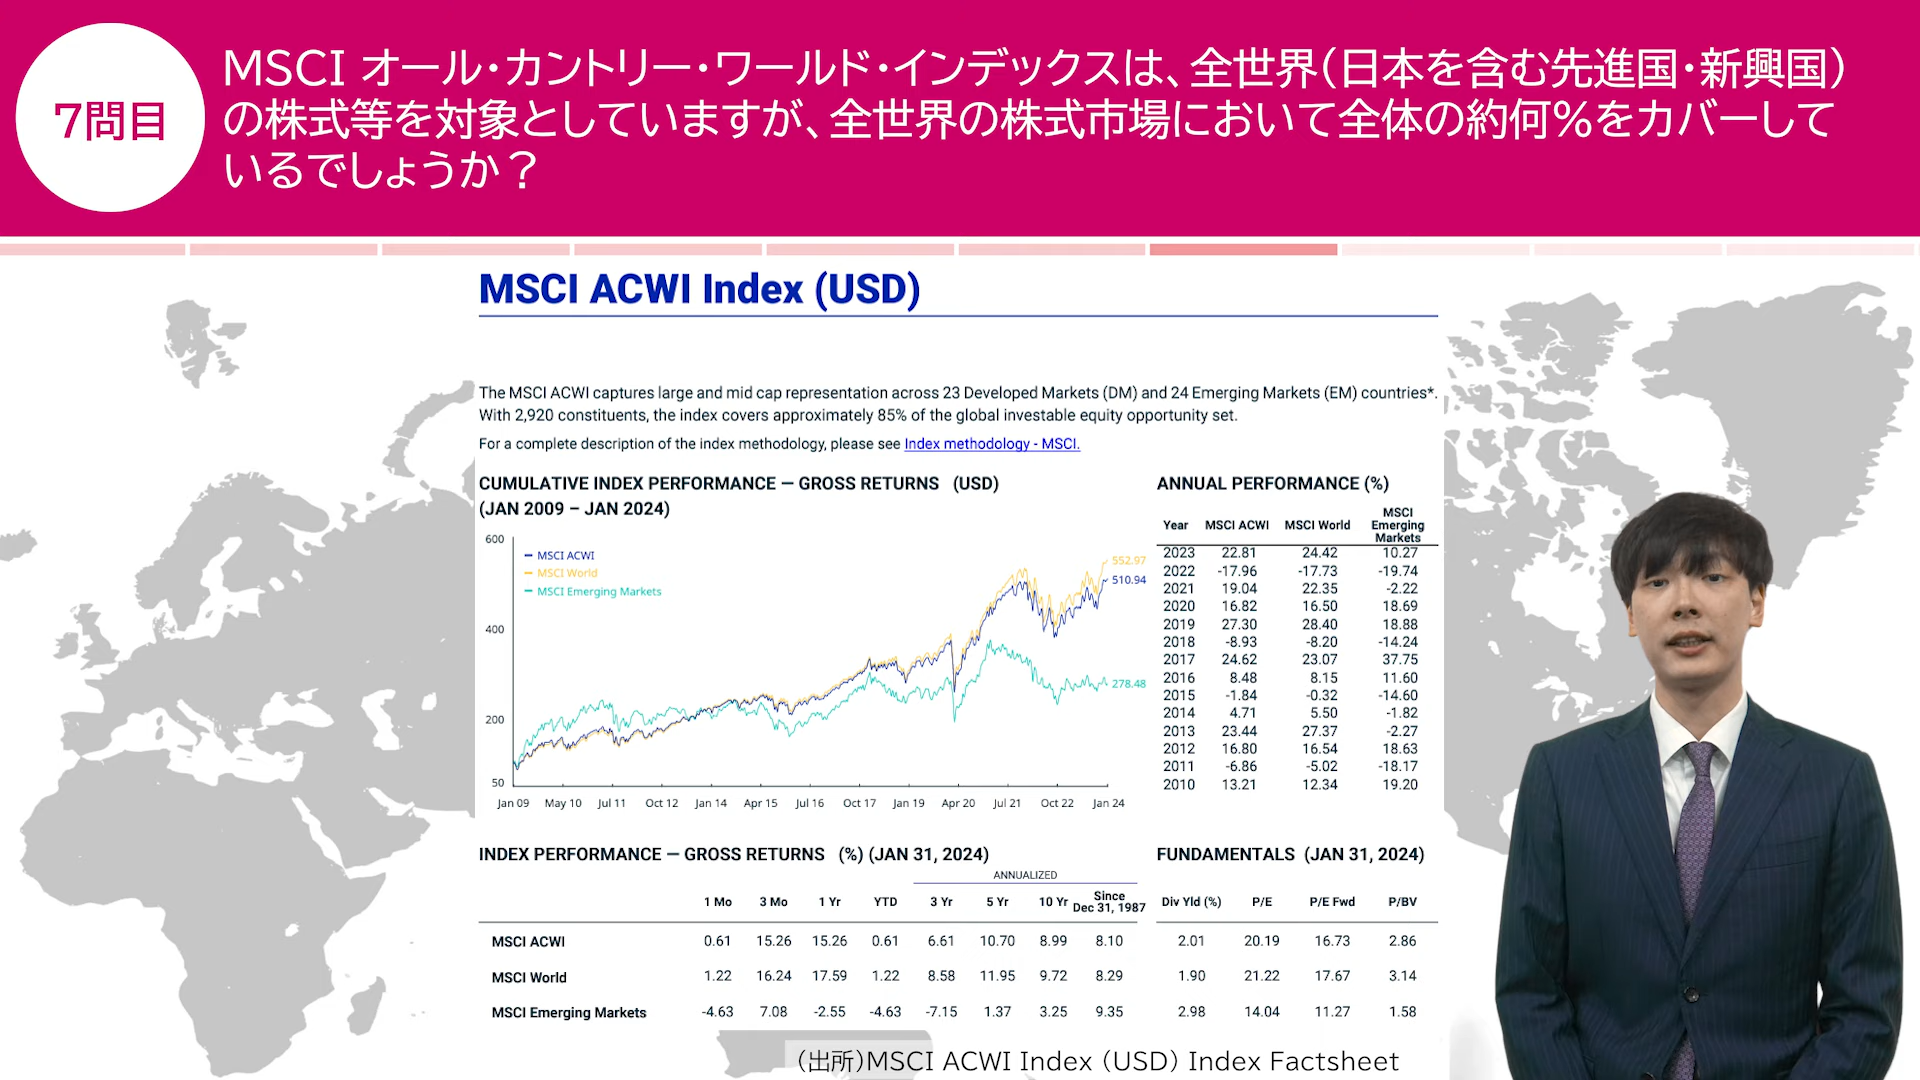 7問目
MSCI オール・カントリー・ワールド・インデックスは、全世界（日本を含む先進国・新興国）
の株式等を対象としていますが、全世界の株式市場において全体の約何％をカバーして
いるでしょうか？
MSCI ACWI Index (USD)
The MSCI ACWI captures large and mid cap representation across 23 Developed Markets (DM) and 24 Emerging Markets (EM) countries*.
With 2,920 constituents, the index covers approximately 85% of the global investable equity opportunity set.
For a complete description of the index methodology, please see Index methodology - MSCI.
CUMULATIVE INDEX PERFORMANCE — GROSS RETURNS (USD)
(JAN 2009 – JAN 2024)
600
400
200
50
MSCI ACWI
MSCI World
MSCI Emerging Markets
552.97
510.94
278.48
Jan 09 May 10 Jul 11 Oct 12 Jan 14 Apr 15 Jul 16 Oct 17 Jan 19 Apr 20 Jul 21 Oct 22 Jan 24
ANNUAL PERFORMANCE (%)
Year MSCI ACWI MSCI World MSCI Emerging Markets
2023 22.81 24.42 10.27
2022 -17.96 -17.73 -19.74
2021 19.04 22.35 -2.22
2020 16.82 16.50 18.69
2019 27.30 28.40 18.88
2018 -8.93 -8.20 -14.24
2017 24.62 23.07 37.75
2016 8.48 8.15 11.60
2015 -1.84 -0.32 -14.60
2014 4.71 5.50 -1.82
2013 23.44 27.37 -2.27
2012 16.80 16.54 18.63
2011 -6.86 -5.02 -18.17
2010 13.21 12.34 19.20
INDEX PERFORMANCE — GROSS RETURNS (%) (JAN 31, 2024)
ANNUALIZED
1 Mo 3 Mo 1 Yr YTD 3 Yr 5 Yr 10 Yr Since Dec 31, 1987
MSCI ACWI 0.61 15.26 15.26 0.61 6.61 10.70 8.99 8.10
MSCI World 1.22 16.24 17.59 1.22 8.58 11.95 9.72 8.29
MSCI Emerging Markets -4.63 7.08 -2.55 -4.63 -7.15 1.37 3.25 9.35
FUNDAMENTALS (JAN 31, 2024)
Div Yld (%) P/E P/E Fwd P/BV
2.01 20.19 16.73 2.86
1.90 21.22 17.67 3.14
2.98 14.04 11.27 1.58
（出所）MSCI ACWI Index (USD) Index Factsheet